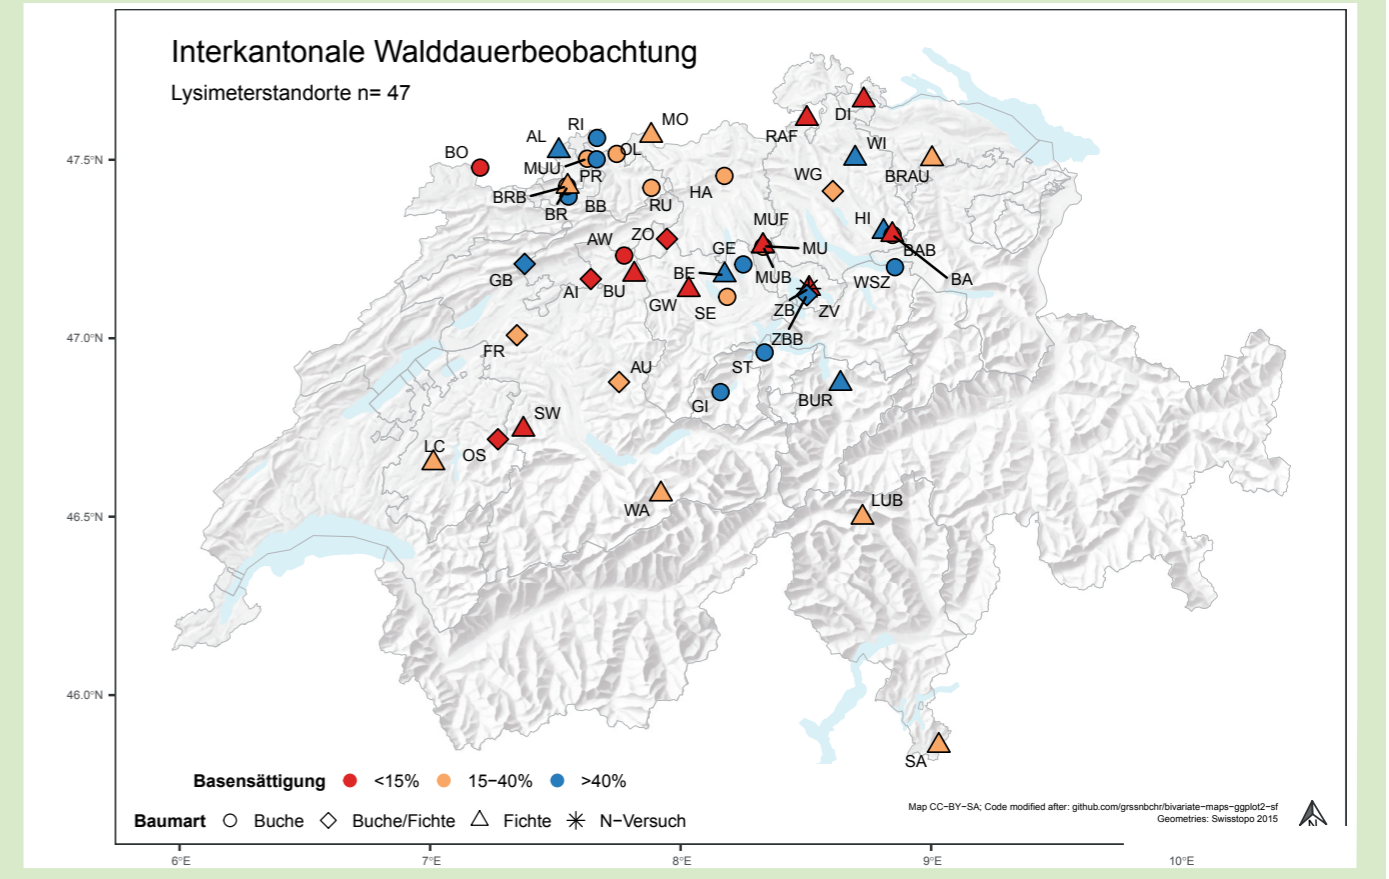 Interkantonale Walddauerbeobachtung
Lysimeterstandorte n= 47
DI
RAF
MO
RI
AL
OL
WI
BO
MUU
PR
WG
BRAU
HA
BRB
BR
BB
RU
HI
MUF
ZO
AW
GE
MU
BAB
GB
BE
MUB
BA
WSZ
AI
BU
GW
SE
ZB
ZV
ZBB
FR
ST
AU
BUR
GI
SW
LC
OS
WA
LUB
SA
47.5°N
47.0°N
46.5°N
46.0°N
Basensättigung <15% 15−40% >40%
Baumart Buche Buche/Fichte Fichte N−Versuch
Map CC−BY−SA; Code modified after: github.com/grssnbchr/bivariate−maps−ggplot2−sf
Geometries: Swisstopo 2015
N
6°E 7°E 8°E 9°E 10°E